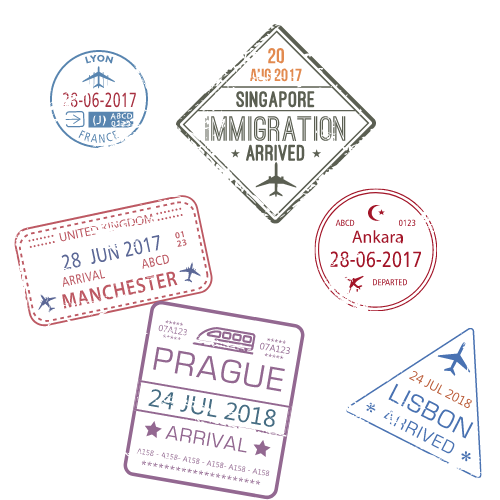 LYON
28-06-2017
(J) ABCD
0123
FRANCE
20
AUG 2017
SINGAPORE
IMMIGRATION
ARRIVED
UNITED KINGDOM
28 JUN 2017
01
23
ARRIVAL ABCD
MANCHESTER
ABCD 0123
Ankara
28-06-2017
DEPARTED
*****
07A123
*****
*****
07A123
*****
PRAGUE
24 JUL 2018
ARRIVAL
A158 - A158 - A158 - A158 - A158 - A158
*********************
24 JUL 2018
LISBON
* ARRIVED *